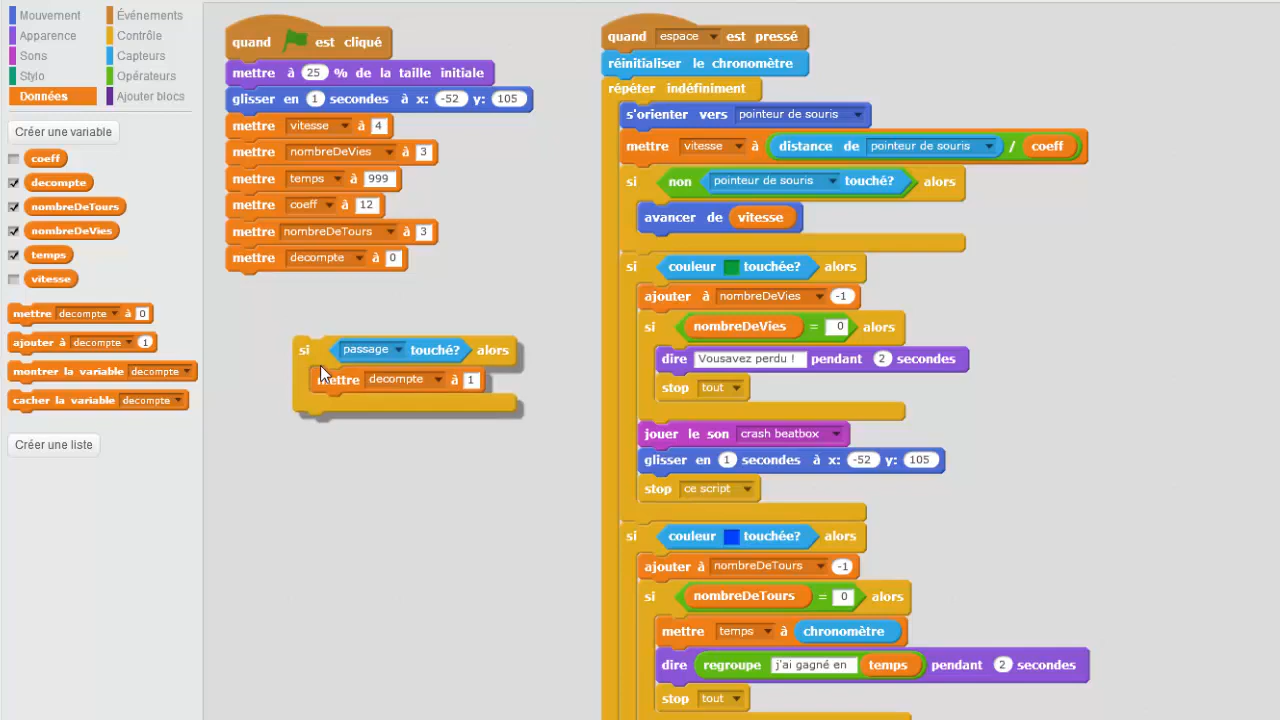 Mouvement
Apparence
Sons
Stylo
Données
Événements
Contrôle
Capteurs
Opérateurs
Ajouter blocs
Créer une variable
coeff
decompte
nombreDeTours
nombreDeVies
temps
vitesse
mettre decompte à 0
ajouter à decompte 1
montrer la variable decompte
cacher la variable decompte
Créer une liste
quand est cliqué
mettre à 25 % de la taille initiale
glisser en 1 secondes à x: -52 y: 105
mettre vitesse à 4
mettre nombreDeVies à 3
mettre temps à 999
mettre coeff à 12
mettre nombreDeTours à 3
mettre decompte à 0
si passage touché? alors
mettre decompte à 1
quand espace est pressé
réinitialiser le chronomètre
répéter indéfiniment
s'orienter vers pointeur de souris
mettre vitesse à distance de pointeur de souris / coeff
si non pointeur de souris touché? alors
avancer de vitesse
si couleur touchée? alors
ajouter à nombreDeVies -1
si nombreDeVies = 0 alors
dire Vousavez perdu ! pendant 2 secondes
stop tout
jouer le son crash beatbox
glisser en 1 secondes à x: -52 y: 105
stop ce script
si couleur touchée? alors
ajouter à nombreDeTours -1
si nombreDeTours = 0 alors
mettre temps à chronomètre
dire regroupe j'ai gagné en temps pendant 2 secondes
stop tout